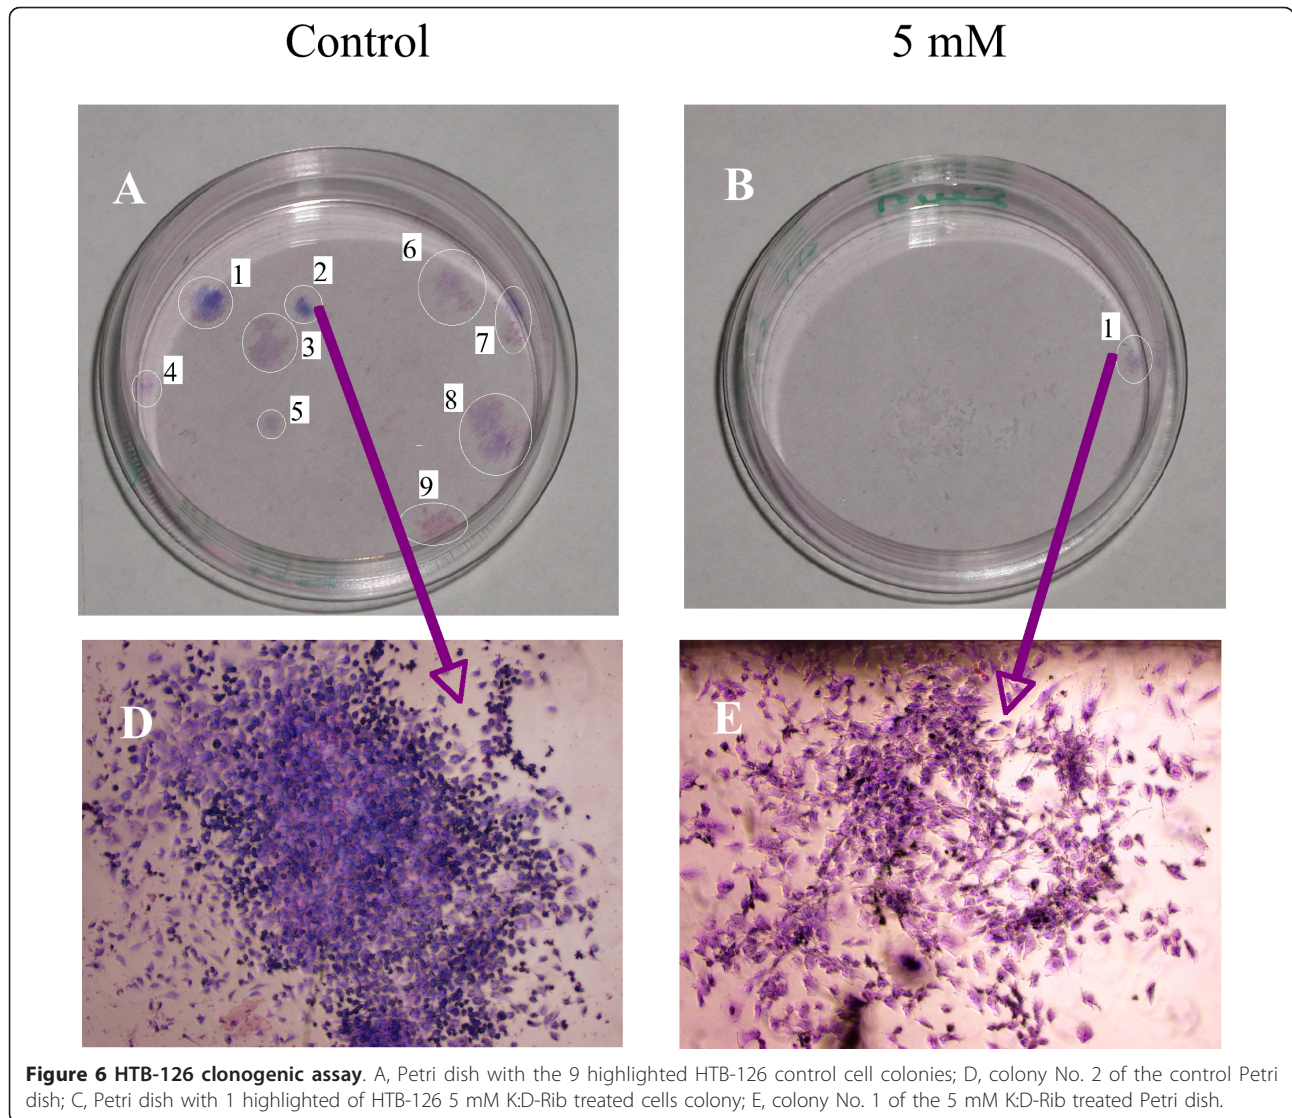 Control
5 mM
A
B
1
2
6
3
7
4
5
8
9
1
D
E
Figure 6 HTB-126 clonogenic assay. A, Petri dish with the 9 highlighted HTB-126 control cell colonies; D, colony No. 2 of the control Petri
dish; C, Petri dish with 1 highlighted of HTB-126 5 mM K:D-Rib treated cells colony; E, colony No. 1 of the 5 mM K:D-Rib treated Petri dish.